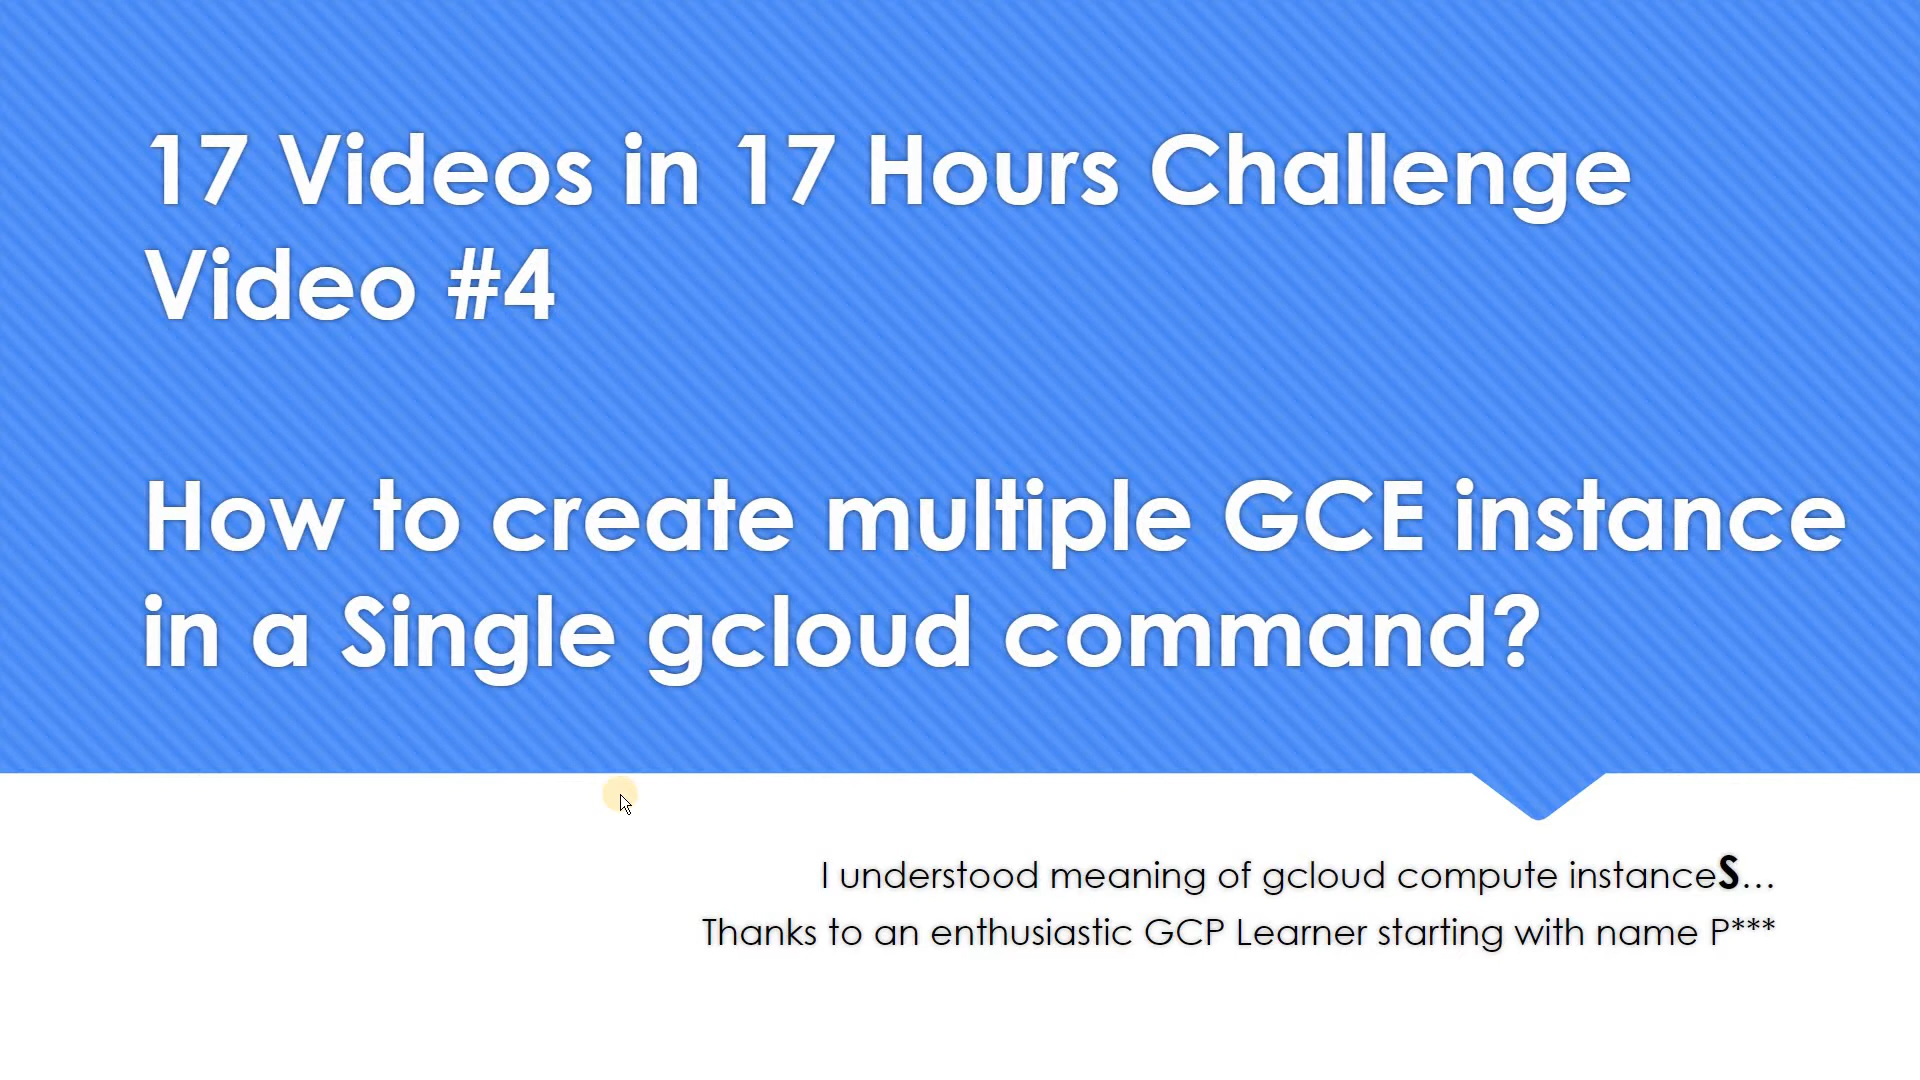 17 Videos in 17 Hours Challenge
Video #4
How to create multiple GCE instance
in a Single gcloud command?
I understood meaning of gcloud compute instanceS...
Thanks to an enthusiastic GCP Learner starting with name P***